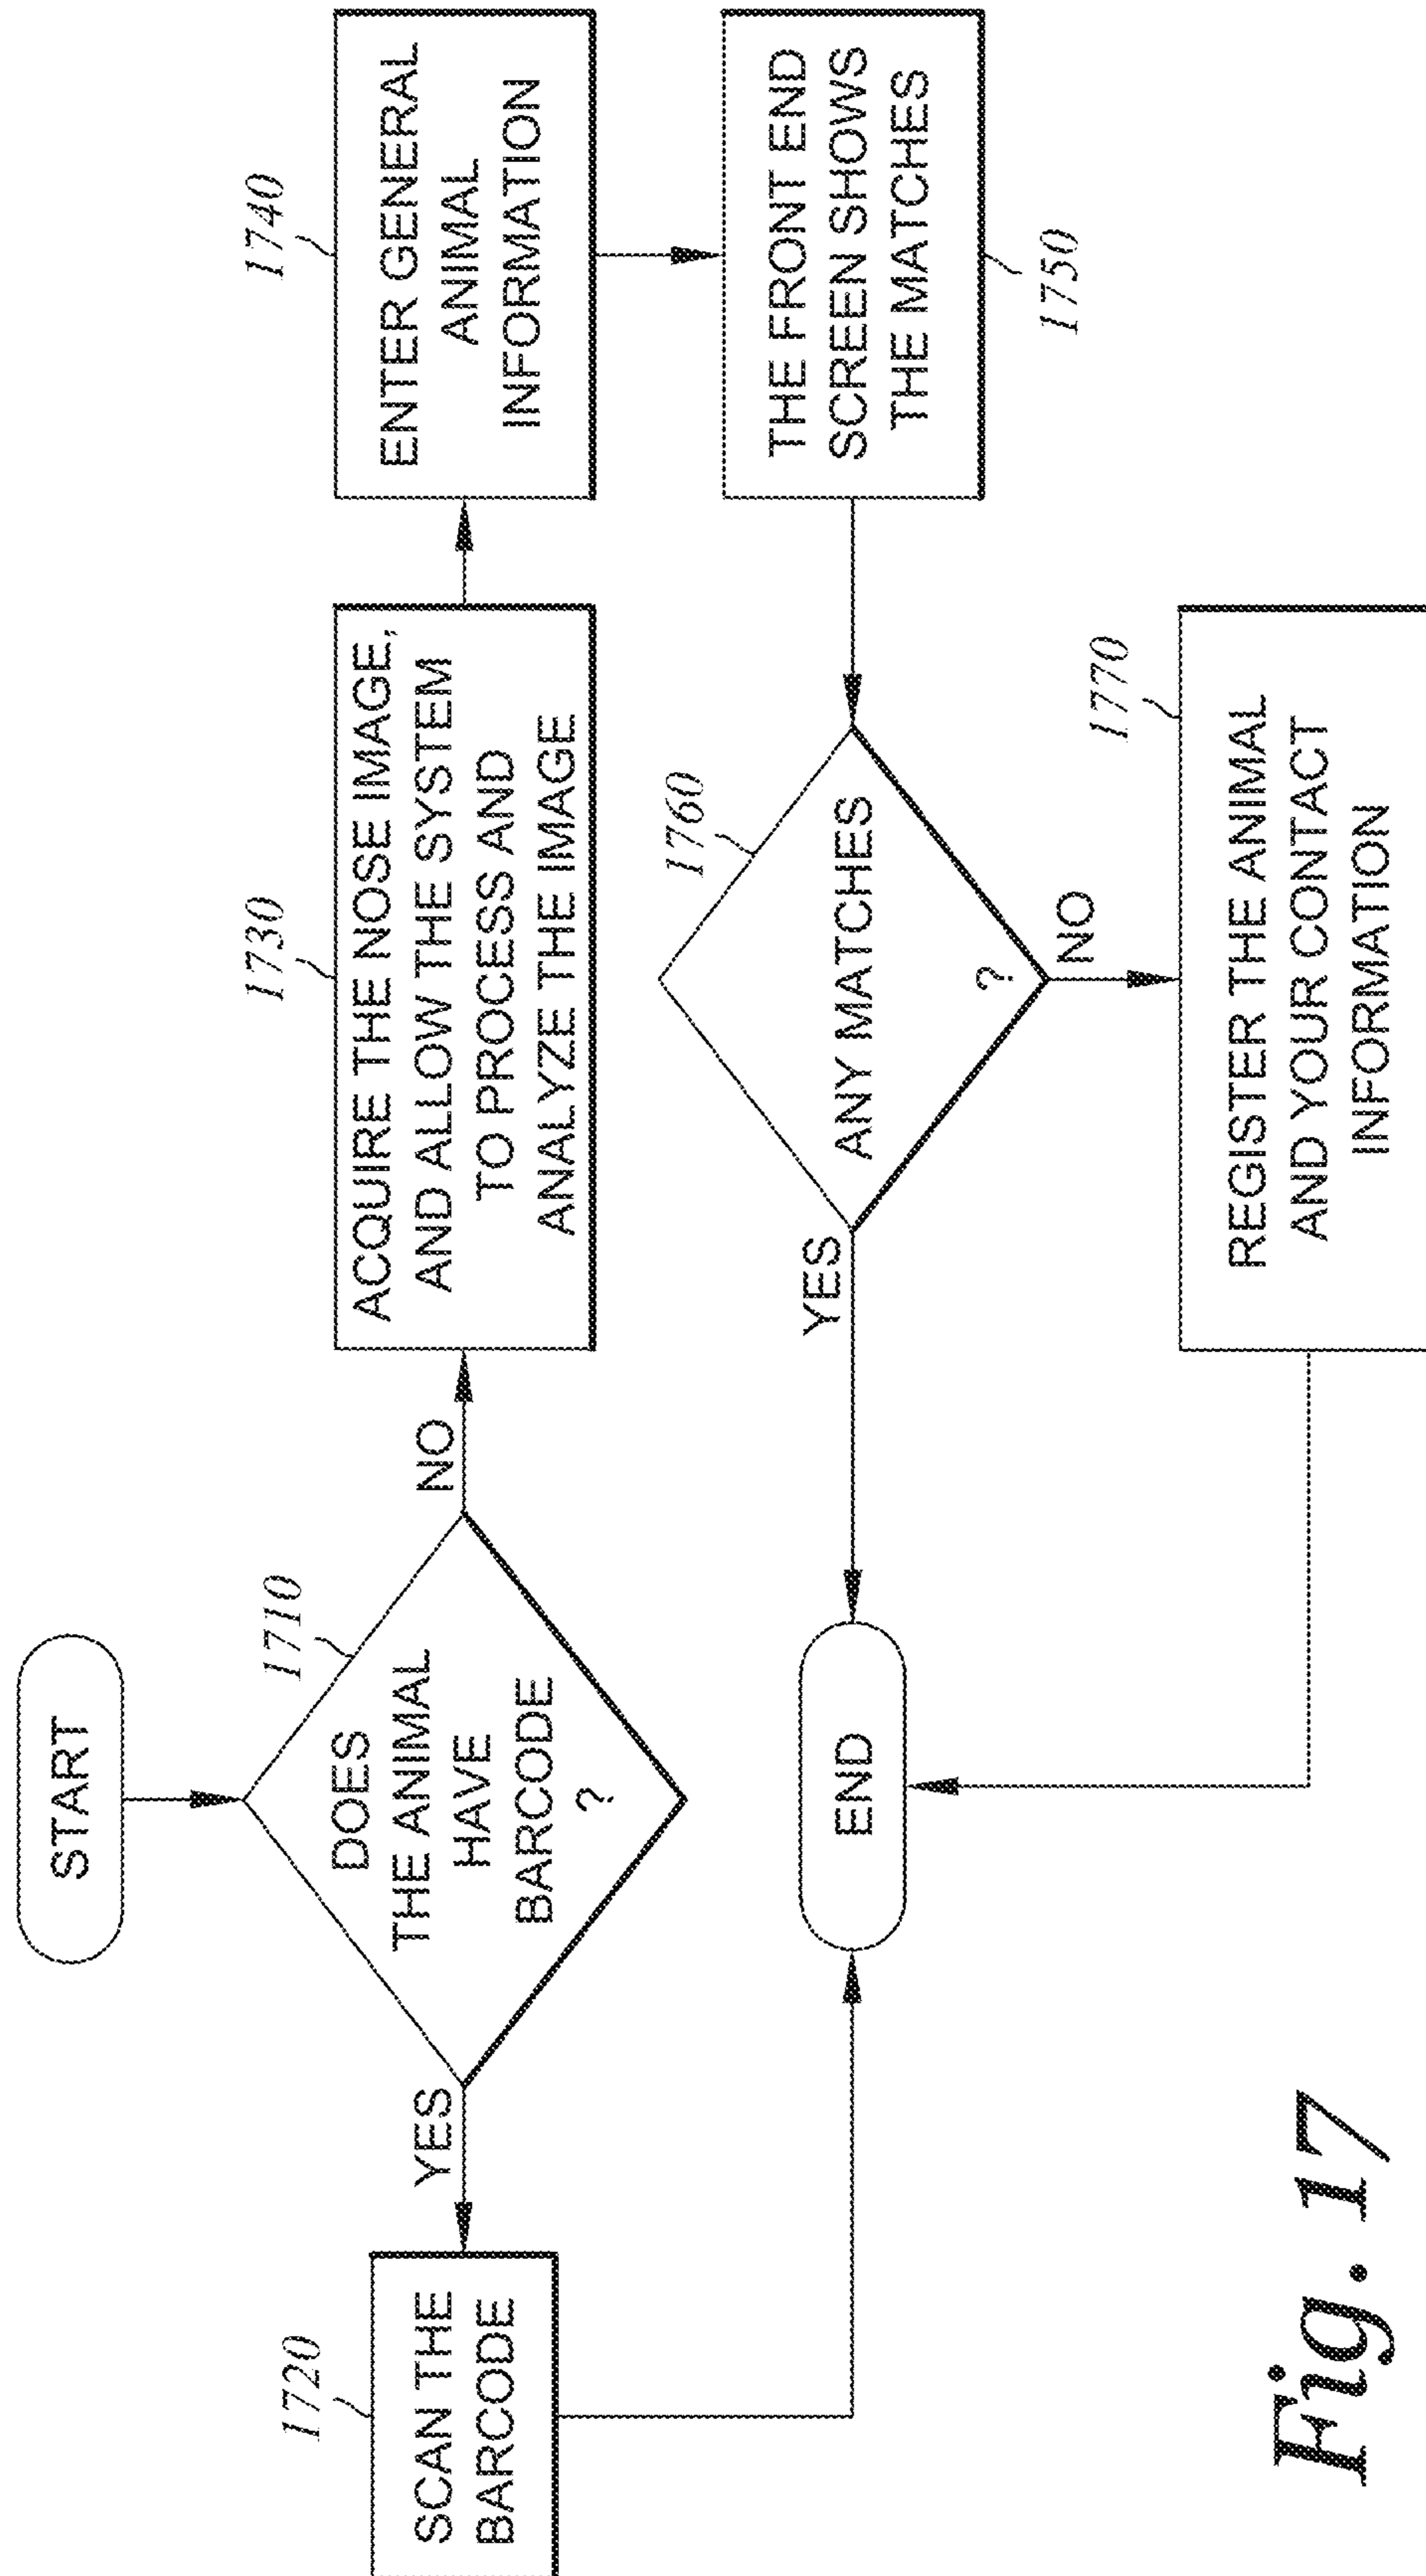 START
1710
DOES
THE ANIMAL
HAVE
BARCODE
?
YES
NO
1720
SCAN THE
BARCODE
1730
ACQUIRE THE NOSE IMAGE,
AND ALLOW THE SYSTEM
TO PROCESS AND
ANALYZE THE IMAGE
1740
ENTER GENERAL
ANIMAL
INFORMATION
THE FRONT END
SCREEN SHOWS
THE MATCHES
1750
1760
ANY MATCHES
?
YES
NO
END
1770
REGISTER THE ANIMAL
AND YOUR CONTACT
INFORMATION
Fig. 17